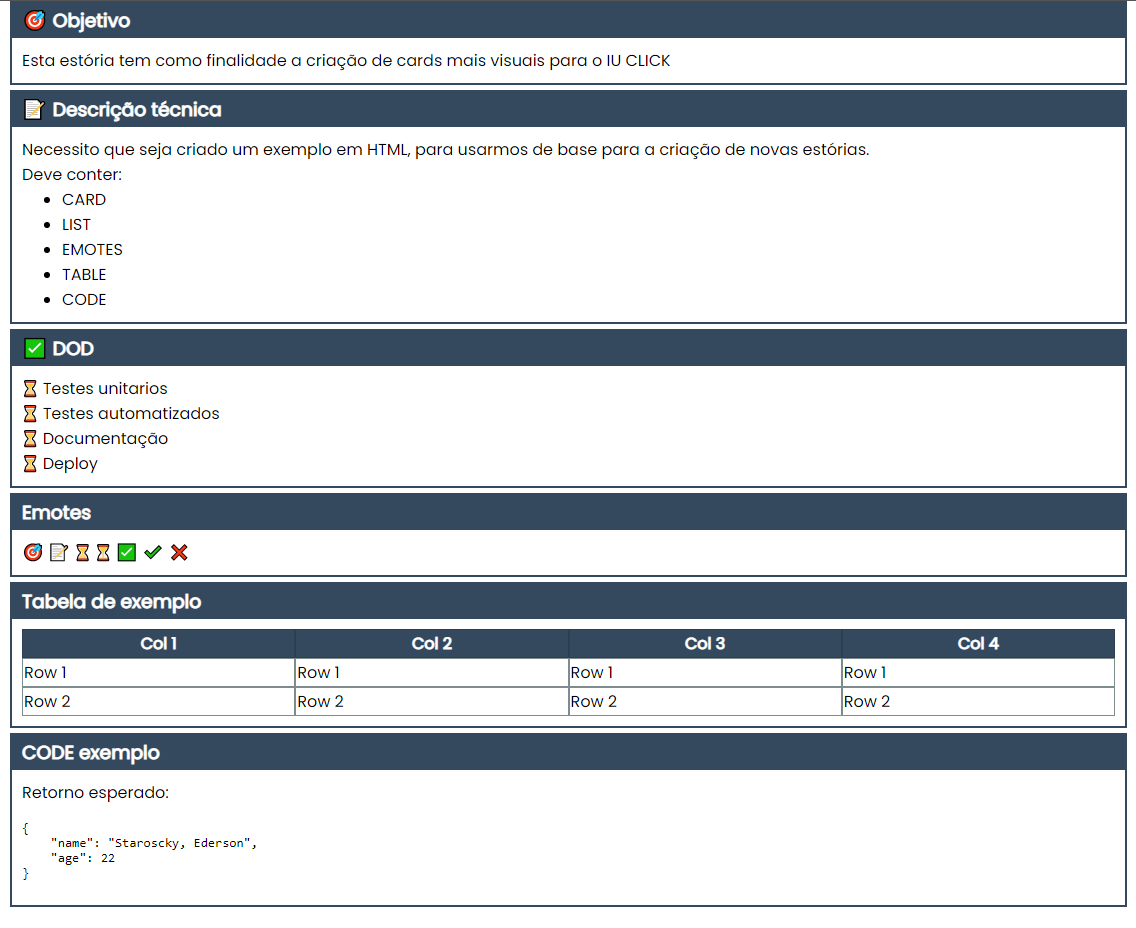 🎯 Objetivo
Esta estória tem como finalidade a criação de cards mais visuais para o IU CLICK
📝 Descrição técnica
Necessito que seja criado um exemplo em HTML, para usarmos de base para a criação de novas estórias.
Deve conter:
• CARD
• LIST
• EMOTES
• TABLE
• CODE
✅ DOD
⌛ Testes unitarios
⌛ Testes automatizados
⌛ Documentação
⌛ Deploy
Emotes
🎯 📝 ⌛ ⌛ ✅ ✔ ❌
Tabela de exemplo
Col 1 Col 2 Col 3 Col 4
Row 1 Row 1 Row 1 Row 1
Row 2 Row 2 Row 2 Row 2
CODE exemplo
Retorno esperado:
{
    "name": "Staroscky, Ederson",
    "age": 22
}